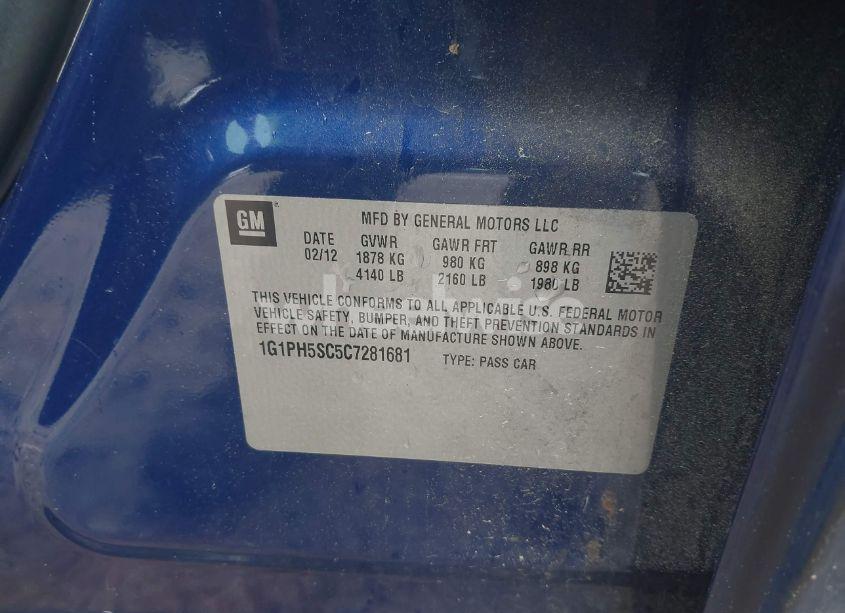 GM
MFD BY GENERAL MOTORS LLC
DATE GVWR GAWR FRT GAWR RR
02/12 1878 KG 980 KG 898 KG
4140 LB 2160 LB 1980 LB
THIS VEHICLE CONFORMS TO ALL APPLICABLE U.S. FEDERAL MOTOR
VEHICLE SAFETY, BUMPER, AND THEFT PREVENTION STANDARDS IN
EFFECT ON THE DATE OF MANUFACTURE SHOWN ABOVE.
1G1PH5SC5C7281681 TYPE: PASS CAR